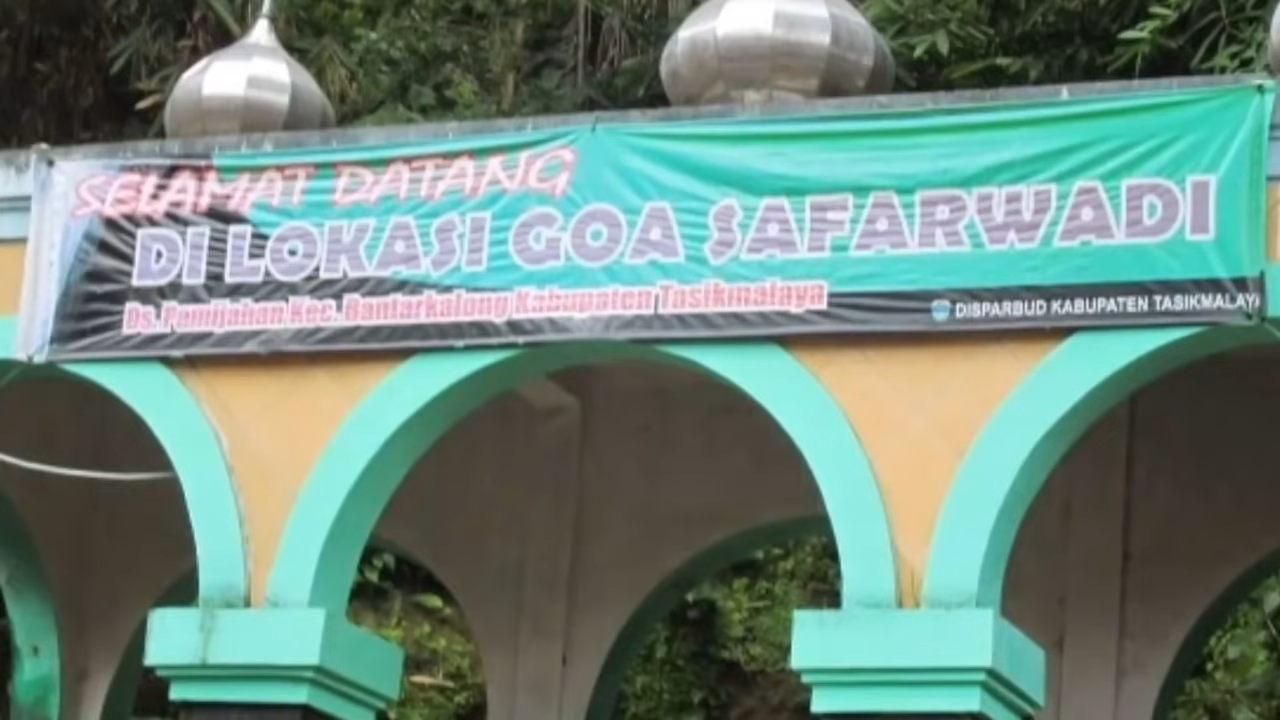 SELAMAT DATANG
DI LOKASI GOA SAFARWADI
Ds. Pamijahan Kec. Bantarkalong Kabupaten Tasikmalaya
DISPARBUD KABUPATEN TASIKMALAYA